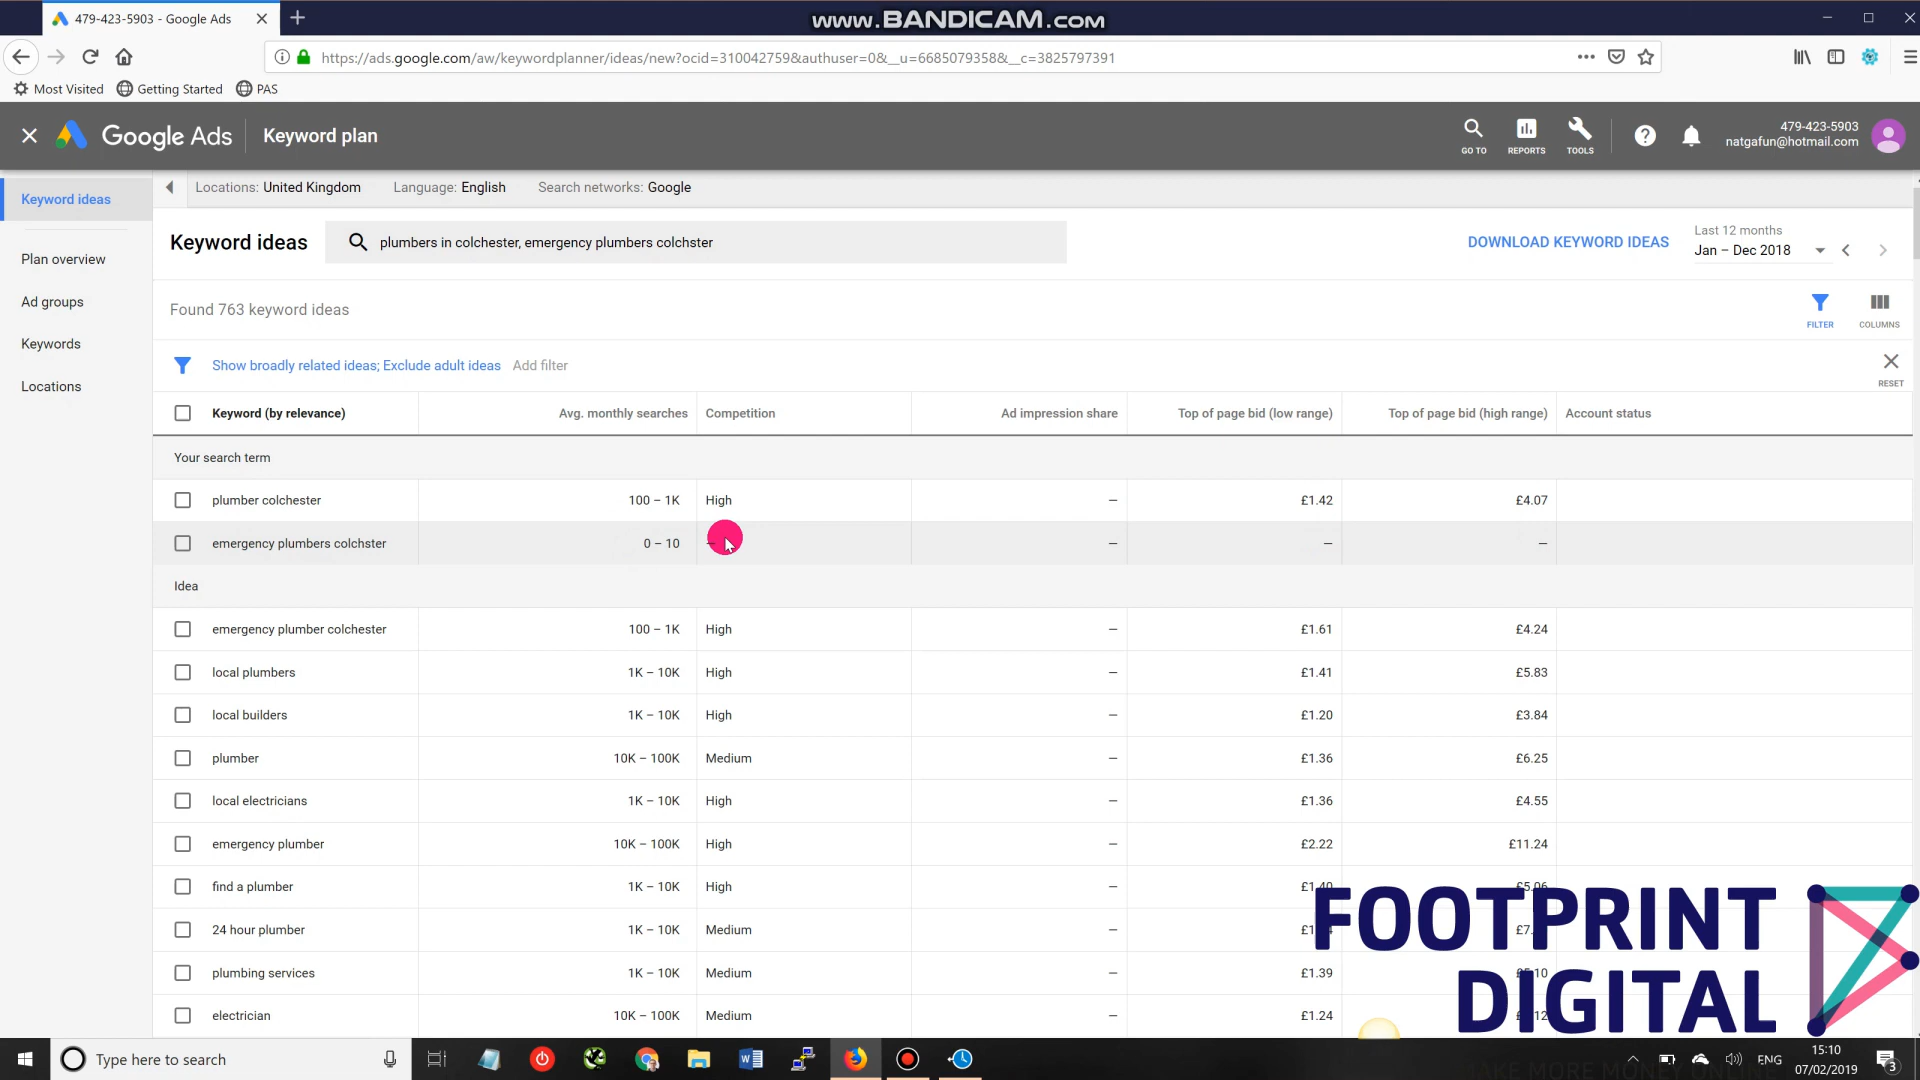 479-423-5903 - Google Ads
www.BANDICAM.com
https://ads.google.com/aw/keywordplanner/ideas/new?ocid=310042759&authuser=0&__u=6685079358&__c=3825797391
Most Visited
Getting Started
PAS
Google Ads
Keyword plan
GO TO
REPORTS
TOOLS
479-423-5903
natgafun@hotmail.com
Keyword ideas
Plan overview
Ad groups
Keywords
Locations
Locations: United Kingdom
Language: English
Search networks: Google
Keyword ideas
plumbers in colchester, emergency plumbers colchster
DOWNLOAD KEYWORD IDEAS
Last 12 months
Jan – Dec 2018
Found 763 keyword ideas
FILTER
COLUMNS
Show broadly related ideas; Exclude adult ideas Add filter
RESET
Keyword (by relevance) Avg. monthly searches Competition Ad impression share Top of page bid (low range) Top of page bid (high range) Account status
Your search term
plumber colchester 100 – 1K High — £1.42 £4.07
emergency plumbers colchster 0 – 10 — — — —
Idea
emergency plumber colchester 100 – 1K High — £1.61 £4.24
local plumbers 1K – 10K High — £1.41 £5.83
local builders 1K – 10K High — £1.20 £3.84
plumber 10K – 100K Medium — £1.36 £6.25
local electricians 1K – 10K High — £1.36 £4.55
emergency plumber 10K – 100K High — £2.22 £11.24
find a plumber 1K – 10K High — £1.40 £5.06
24 hour plumber 1K – 10K Medium —
plumbing services 1K – 10K Medium — £1.39
electrician 10K – 100K Medium — £1.24
FOOTPRINT
DIGITAL
MAKE MORE MONEY ONLINE
Type here to search
ENG
15:10
07/02/2019
3